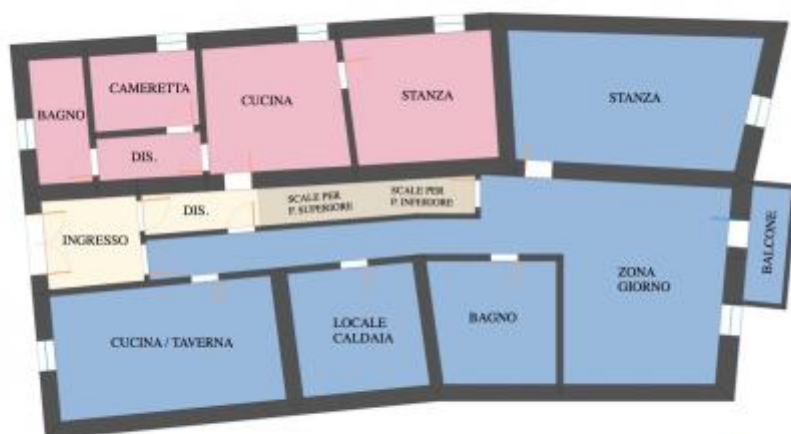 BAGNO
CAMERETTA
CUCINA
STANZA
STANZA
DIS.
INGRESSO
DIS.
SCALE PER
P. SUPERIORE
SCALE PER
P. INFERIORE
ZONA
GIORNO
BALCONE
CUCINA / TAVERNA
LOCALE
CALDAIA
BAGNO